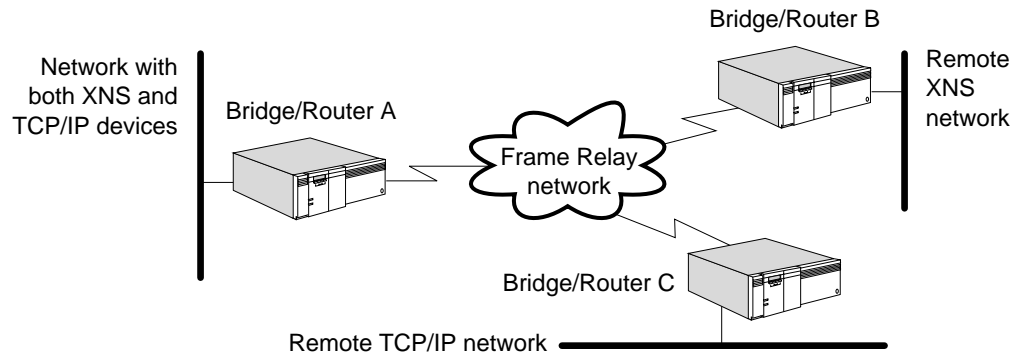 Bridge/Router B
Network with
both XNS and
TCP/IP devices
Bridge/Router A
Remote
XNS
network
Frame Relay
network
Bridge/Router C
Remote TCP/IP network